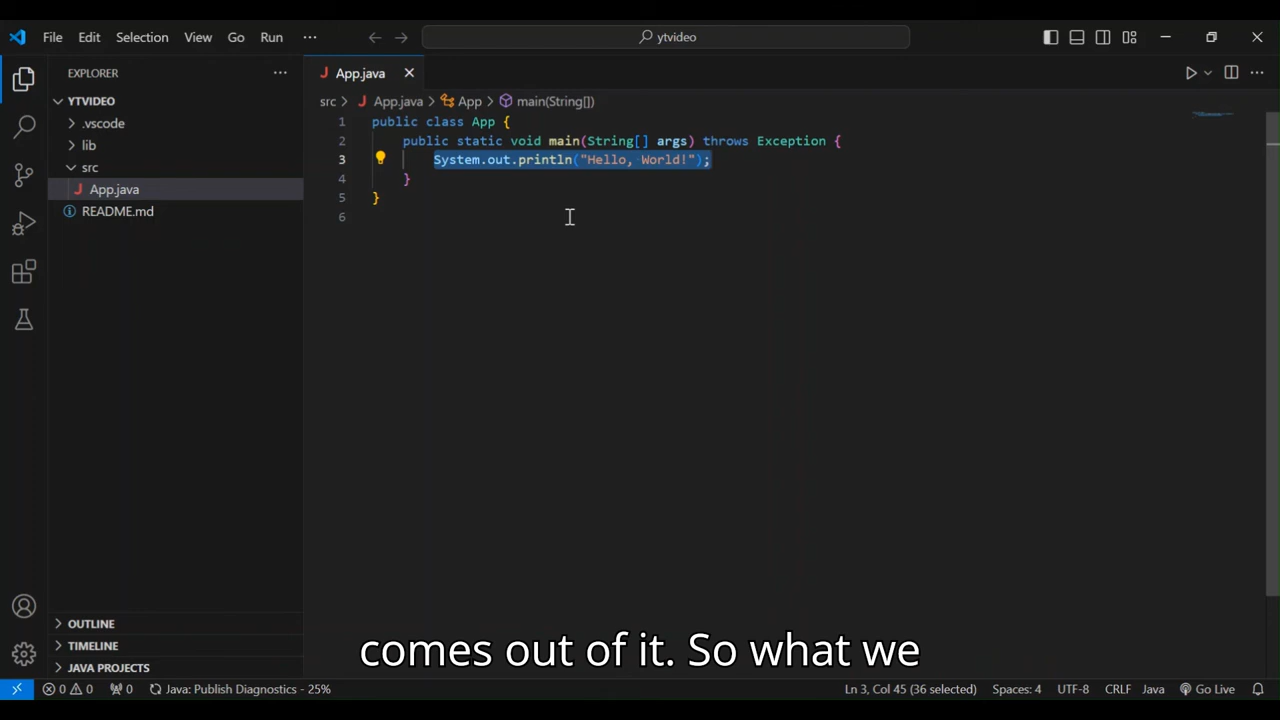 File Edit Selection View Go Run ··· ytvideo
EXPLORER ···
App.java
YTVIDEO
src App.java App main(String[])
.vscode
lib
src
App.java
README.md
1 public class App {
2 public static void main(String[] args) throws Exception {
3 System.out.println("Hello, World!");
4 }
5 }
6
OUTLINE
TIMELINE
JAVA PROJECTS
comes out of it. So what we
0 0 0 Java: Publish Diagnostics - 25% Ln 3, Col 45 (36 selected) Spaces: 4 UTF-8 CRLF Java Go Live